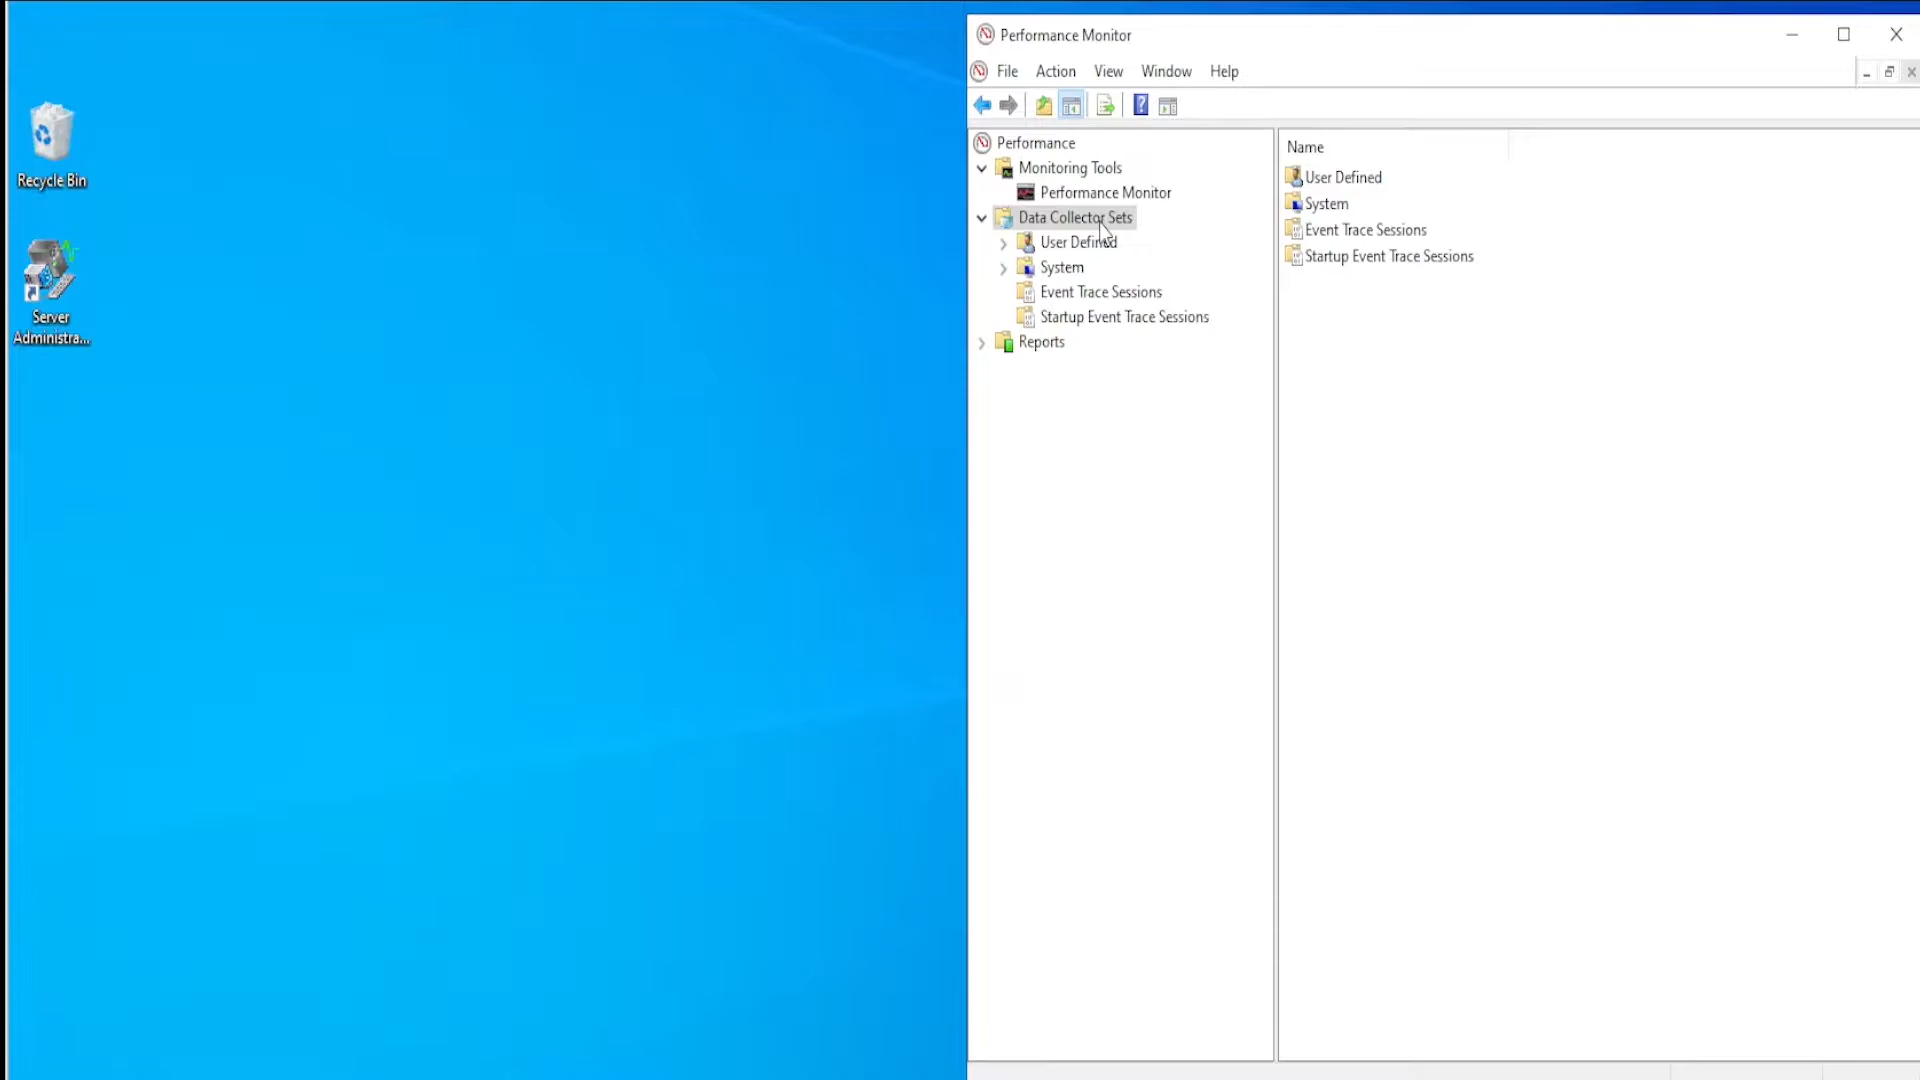 Recycle Bin
Server
Administra...
Performance Monitor
File Action View Window Help
Performance
Monitoring Tools
Performance Monitor
Data Collector Sets
User Defined
System
Event Trace Sessions
Startup Event Trace Sessions
Reports
Name
User Defined
System
Event Trace Sessions
Startup Event Trace Sessions